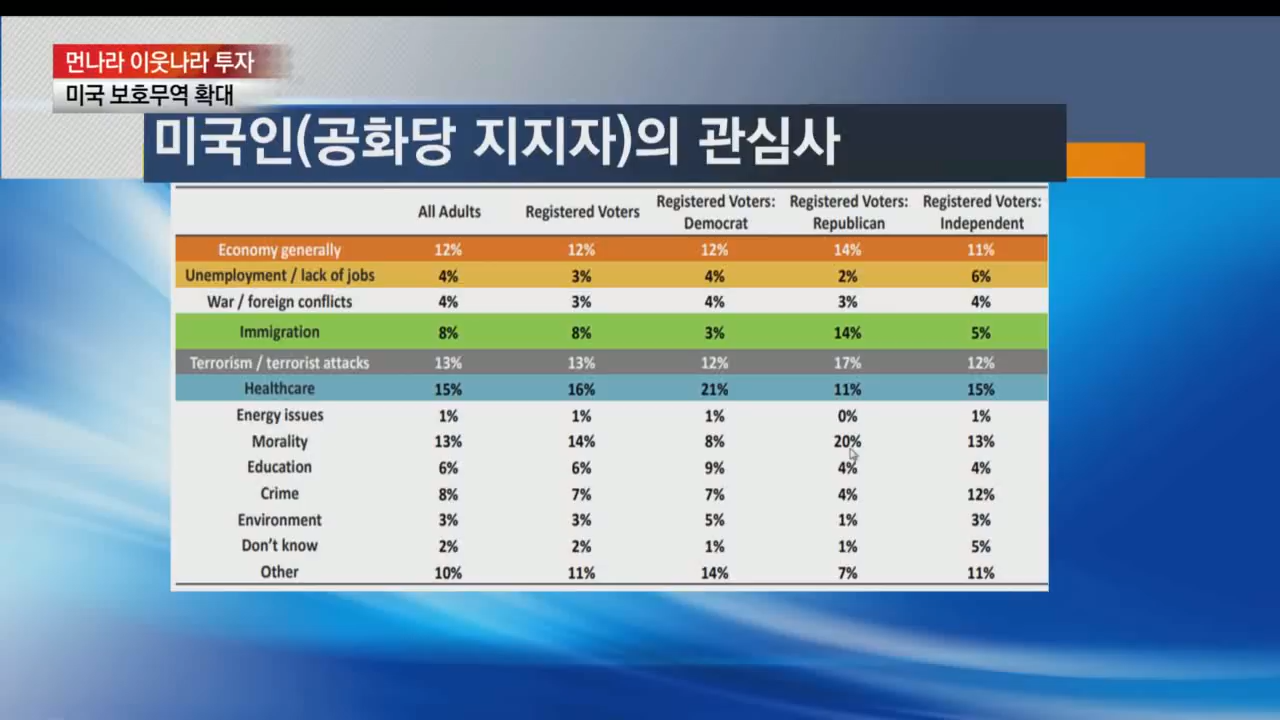 먼나라 이웃나라 투자
미국 보호무역 확대
미국인(공화당 지지자)의 관심사
All Adults Registered Voters Registered Voters: Democrat Registered Voters: Republican Registered Voters: Independent
Economy generally 12% 12% 12% 14% 11%
Unemployment / lack of jobs 4% 3% 4% 2% 6%
War / foreign conflicts 4% 3% 4% 3% 4%
Immigration 8% 8% 3% 14% 5%
Terrorism / terrorist attacks 13% 13% 12% 17% 12%
Healthcare 15% 16% 21% 11% 15%
Energy issues 1% 1% 1% 0% 1%
Morality 13% 14% 8% 20% 13%
Education 6% 6% 9% 4% 4%
Crime 8% 7% 7% 4% 12%
Environment 3% 3% 5% 1% 3%
Don't know 2% 2% 1% 1% 5%
Other 10% 11% 14% 7% 11%